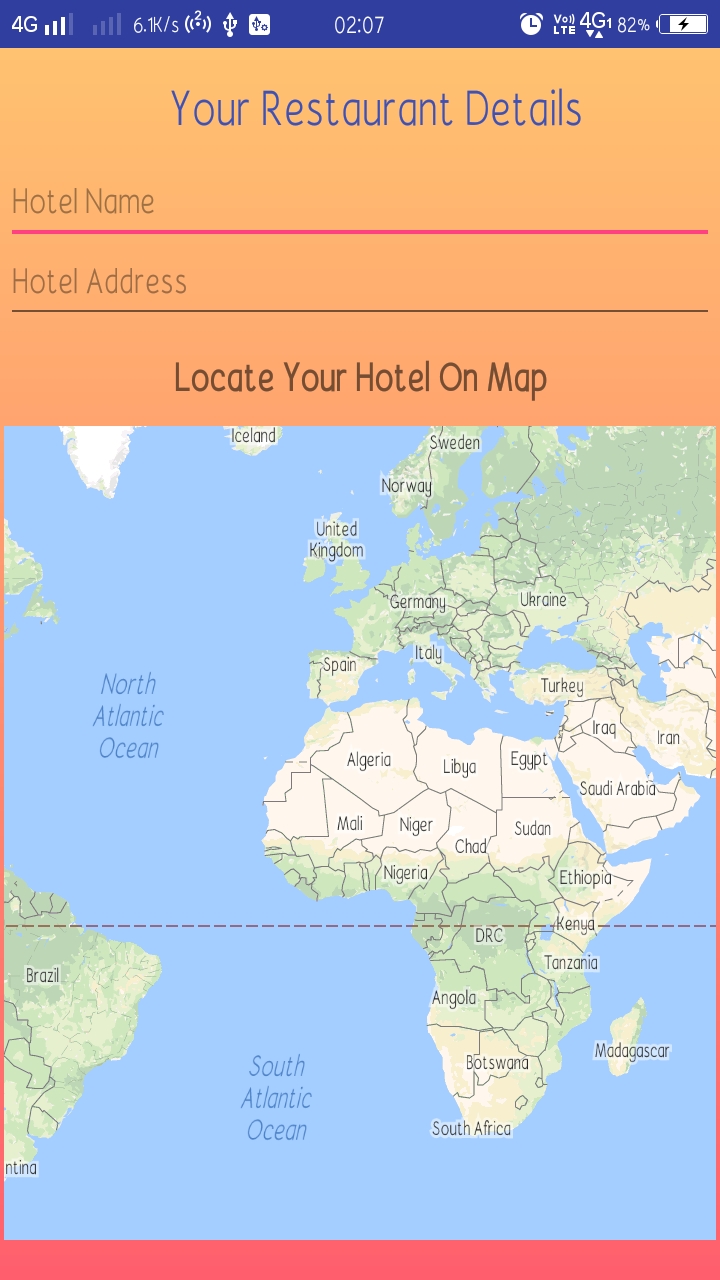 4G 6.1K/s 2 02:07 Vo)) LTE 4G1 82%
Your Restaurant Details
Hotel Name
Hotel Address
Locate Your Hotel On Map
Iceland
Sweden
Norway
United
Kingdom
Germany
Ukraine
Italy
Spain
Turkey
North
Atlantic
Ocean
Iraq
Iran
Algeria
Libya
Egypt
Saudi Arabia
Mali
Niger
Sudan
Chad
Nigeria
Ethiopia
Kenya
DRC
Tanzania
Brazil
Angola
Madagascar
Botswana
South
Atlantic
Ocean
South Africa
ntina